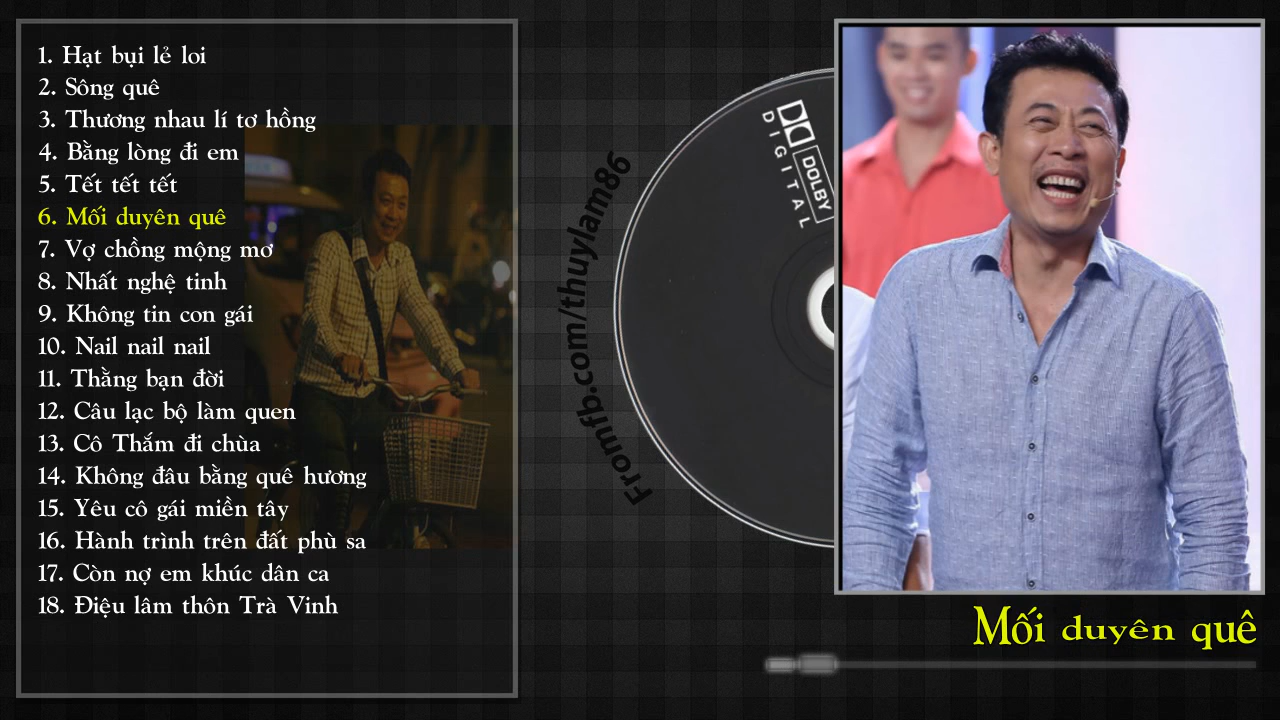 1. Hạt bụi lẻ loi
2. Sông quê
3. Thương nhau lí tơ hồng
4. Bằng lòng đi em
5. Tết tết tết
6. Mối duyên quê
7. Vợ chồng mộng mơ
8. Nhất nghệ tinh
9. Không tin con gái
10. Nail nail nail
11. Thằng bạn đời
12. Câu lạc bộ làm quen
13. Cô Thắm đi chùa
14. Không đâu bằng quê hương
15. Yêu cô gái miền tây
16. Hành trình trên đất phù sa
17. Còn nợ em khúc dân ca
18. Điệu lâm thôn Trà Vinh
Fromfb.com/thuylam86
DOLBY
DIGITAL
Mối duyên quê